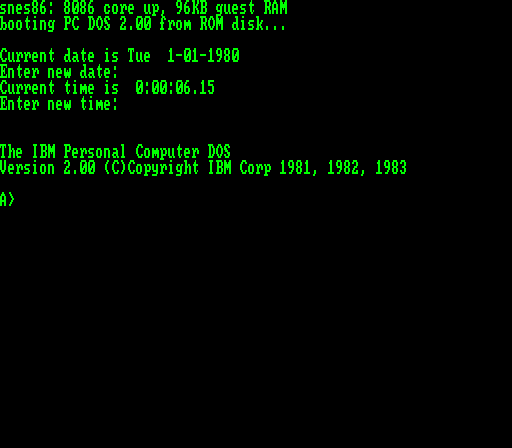 snes86: 8086 core up, 96KB guest RAM
booting PC DOS 2.00 from ROM disk...
Current date is Tue  1-01-1980
Enter new date:
Current time is  0:00:06.15
Enter new time:
The IBM Personal Computer DOS
Version 2.00 (C)Copyright IBM Corp 1981, 1982, 1983
A>